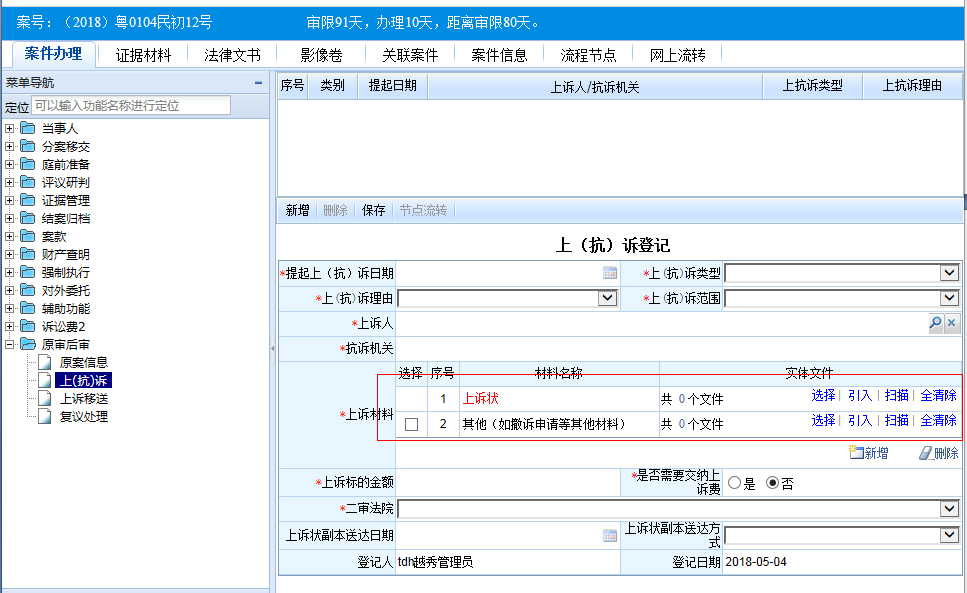 案号：（2018）粤0104民初12号 审限91天，办理10天，距离审限80天。
案件办理 证据材料 法律文书 影像卷 关联案件 案件信息 流程节点 网上流转
菜单导航
定位 可以输入功能名称进行定位
当事人
分案移交
庭前准备
评议研判
证据管理
结案归档
案款
财产查明
强制执行
对外委托
辅助功能
诉讼费2
原审后审
原案信息
上(抗)诉
上诉移送
复议处理
序号 类别 提起日期 上诉人/抗诉机关 上抗诉类型 上抗诉理由
新增 删除 保存 节点流转
上（抗）诉登记
*提起上（抗）诉日期 *上（抗）诉类型
*上（抗）诉理由 *上（抗）诉范围
*上诉人
*抗诉机关
*上诉材料
选择 序号 材料名称 实体文件
1 上诉状 共 0个文件 选择 引入 扫描 全清除
2 其他（如撤诉申请等其他材料） 共 0个文件 选择 引入 扫描 全清除
新增 删除
*上诉标的金额 *是否需要交纳上诉费 是 否
*二审法院
上诉状副本送达日期 上诉状副本送达方式
登记人 tdh越秀管理员 登记日期 2018-05-04